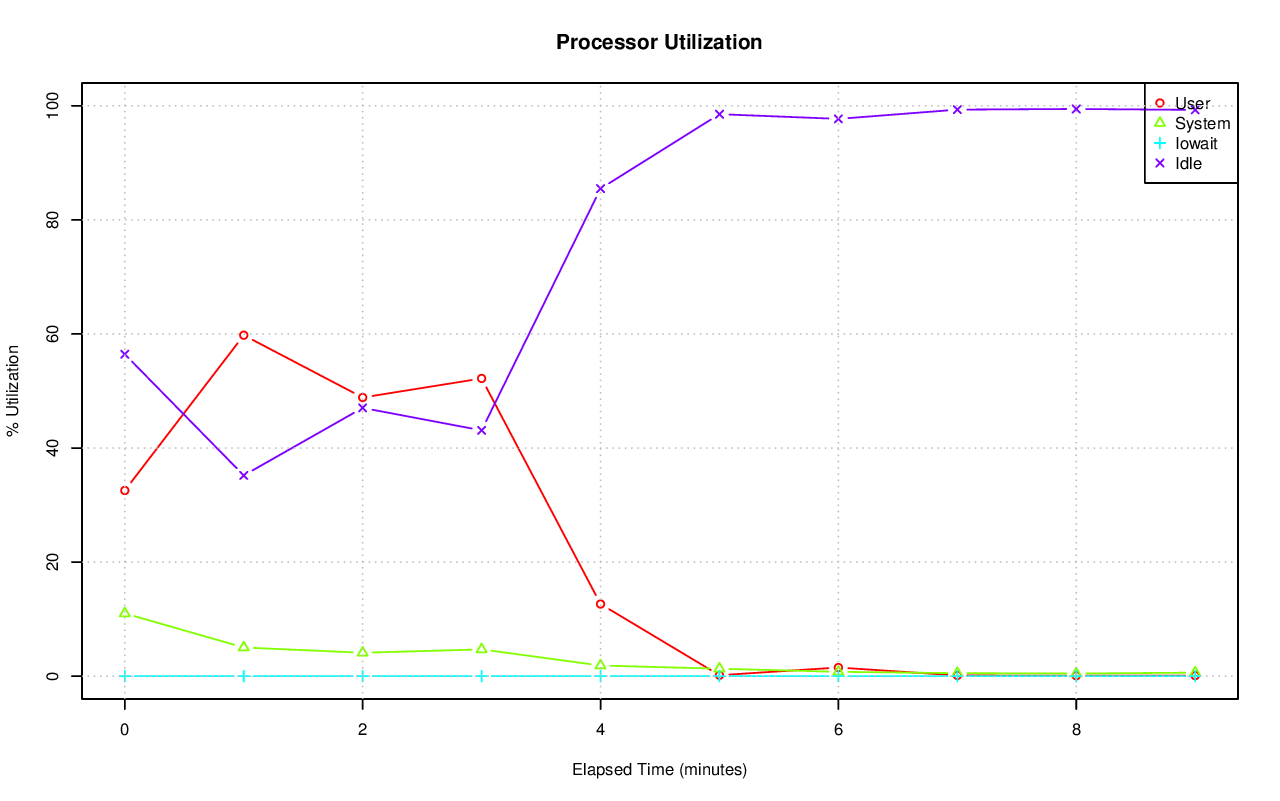 Processor Utilization
100
80
60
40
20
0
% Utilization
User
System
Iowait
Idle
0 2 4 6 8
Elapsed Time (minutes)